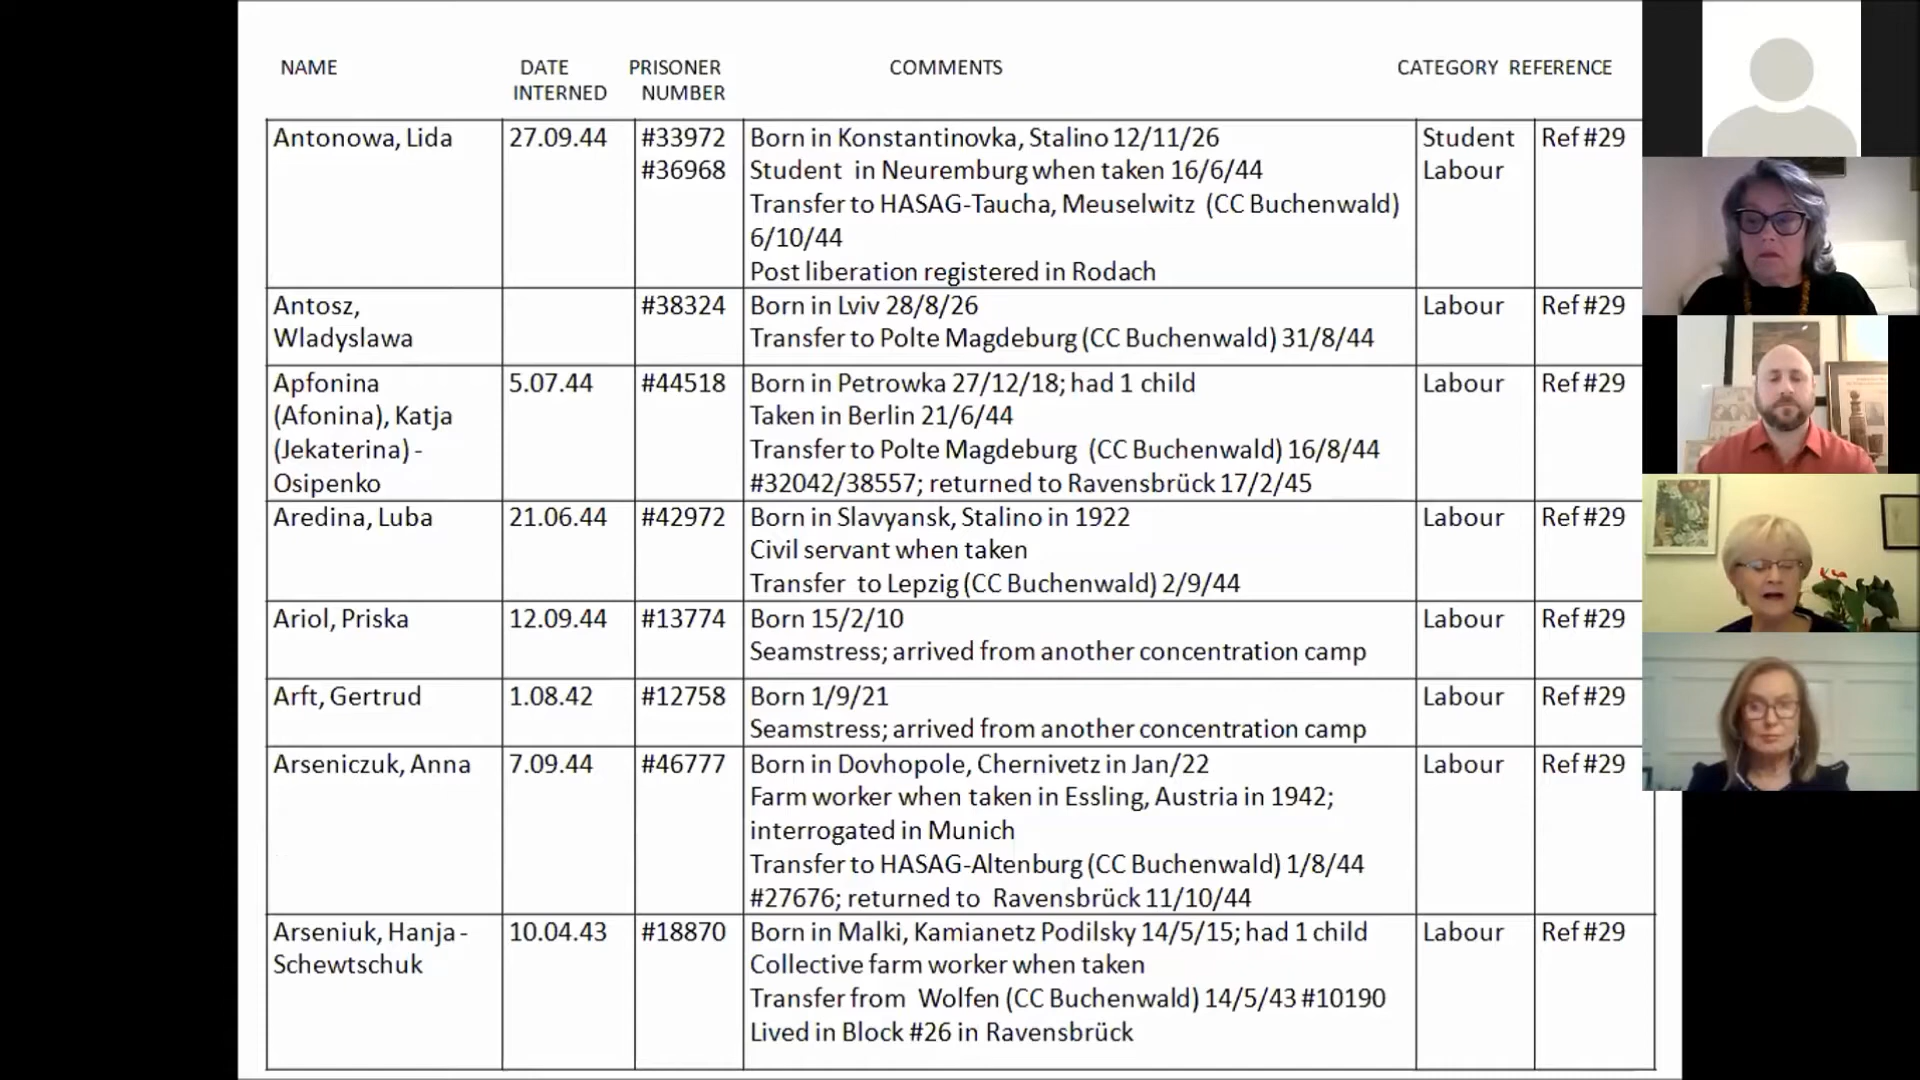 NAME DATE INTERNED PRISONER NUMBER COMMENTS CATEGORY REFERENCE
Antonowa, Lida 27.09.44 #33972 Born in Konstantinovka, Stalino 12/11/26 Student Ref #29
#36968 Student in Neuremburg when taken 16/6/44 Labour
Transfer to HASAG-Taucha, Meuselwitz (CC Buchenwald)
6/10/44
Post liberation registered in Rodach
Antosz, #38324 Born in Lviv 28/8/26 Labour Ref #29
Wladyslawa Transfer to Polte Magdeburg (CC Buchenwald) 31/8/44
Apfonina 5.07.44 #44518 Born in Petrowka 27/12/18; had 1 child Labour Ref #29
(Afonina), Katja Taken in Berlin 21/6/44
(Jekaterina) - Transfer to Polte Magdeburg (CC Buchenwald) 16/8/44
Osipenko #32042/38557; returned to Ravensbrück 17/2/45
Aredina, Luba 21.06.44 #42972 Born in Slavyansk, Stalino in 1922 Labour Ref #29
Civil servant when taken
Transfer to Lepzig (CC Buchenwald) 2/9/44
Ariol, Priska 12.09.44 #13774 Born 15/2/10 Labour Ref #29
Seamstress; arrived from another concentration camp
Arft, Gertrud 1.08.42 #12758 Born 1/9/21 Labour Ref #29
Seamstress; arrived from another concentration camp
Arseniczuk, Anna 7.09.44 #46777 Born in Dovhopole, Chernivetz in Jan/22 Labour Ref #29
Farm worker when taken in Essling, Austria in 1942;
interrogated in Munich
Transfer to HASAG-Altenburg (CC Buchenwald) 1/8/44
#27676; returned to Ravensbrück 11/10/44
Arseniuk, Hanja - 10.04.43 #18870 Born in Malki, Kamianetz Podilsky 14/5/15; had 1 child Labour Ref #29
Schewtschuk Collective farm worker when taken
Transfer from Wolfen (CC Buchenwald) 14/5/43 #10190
Lived in Block #26 in Ravensbrück